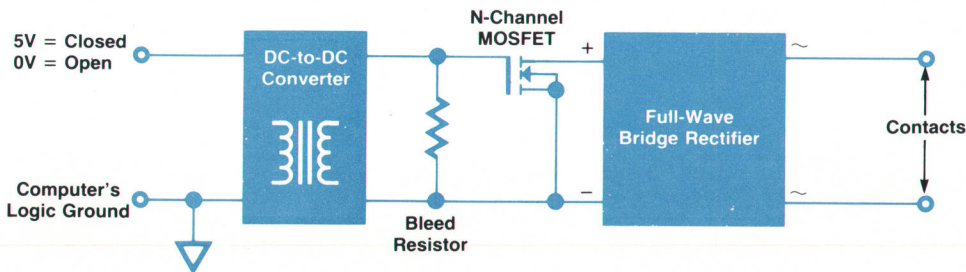 N-Channel
MOSFET
5V = Closed
0V = Open
DC-to-DC
Converter
+
~
Full-Wave
Bridge Rectifier
Contacts
Computer's
Logic Ground
Bleed
Resistor
−
~